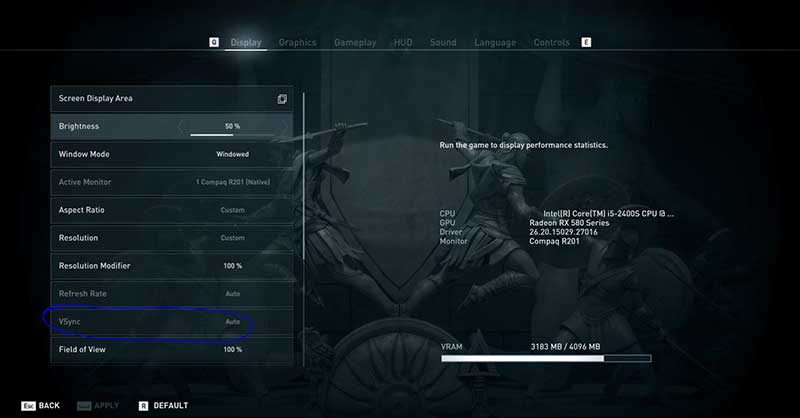 Q Display Graphics Gameplay HUD Sound Language Controls E
Screen Display Area
Brightness 50 %
Window Mode Windowed
Active Monitor 1 Compaq R201 (Native)
Aspect Ratio Custom
Resolution Custom
Resolution Modifier 100 %
Refresh Rate Auto
VSync Auto
Field of View 100 %
Run the game to display performance statistics.
CPU Intel(R) Core(TM) i5-2400S CPU @ ...
GPU Radeon RX 580 Series
Driver 26.20.15029.27016
Monitor Compaq R201
VRAM 3183 MB / 4096 MB
Esc BACK APPLY R DEFAULT